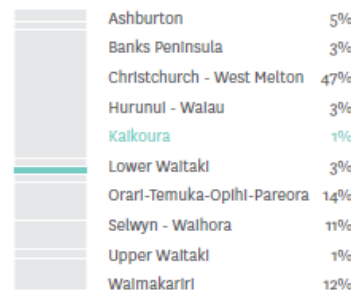 Ashburton 5%
Banks Peninsula 3%
Christchurch - West Melton 47%
Hurunui - Waiau 3%
Kaikoura 1%
Lower Waitaki 3%
Orari-Temuka-Opihi-Pareora 14%
Selwyn - Waihora 11%
Upper Waitaki 1%
Waimakariri 12%